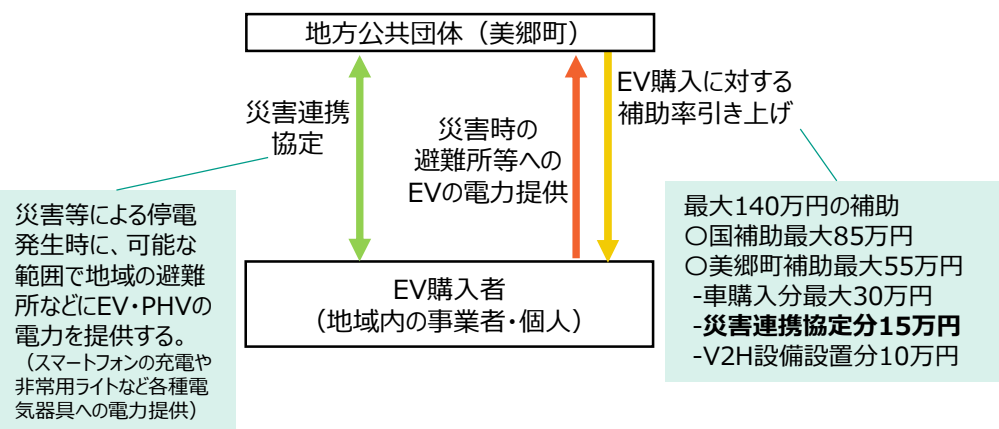 地方公共団体（美郷町）
災害連携
協定
災害時の
避難所等への
EVの電力提供
EV購入に対する
補助率引き上げ
災害等による停電
発生時に、可能な
範囲で地域の避難
所などにEV・PHVの
電力を提供する。
（スマートフォンの充電や
非常用ライトなど各種電
気器具への電力提供）
EV購入者
（地域内の事業者・個人）
最大140万円の補助
〇国補助最大85万円
〇美郷町補助最大55万円
-車購入分最大30万円
-災害連携協定分15万円
-V2H設備設置分10万円